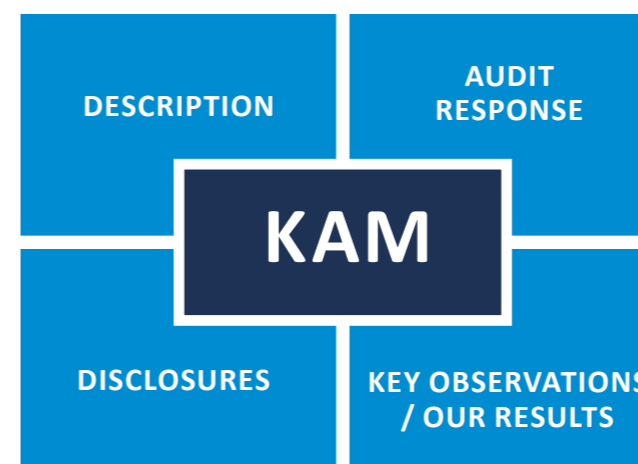 DESCRIPTION
AUDIT
RESPONSE
KAM
DISCLOSURES
KEY OBSERVATIONS
/ OUR RESULTS